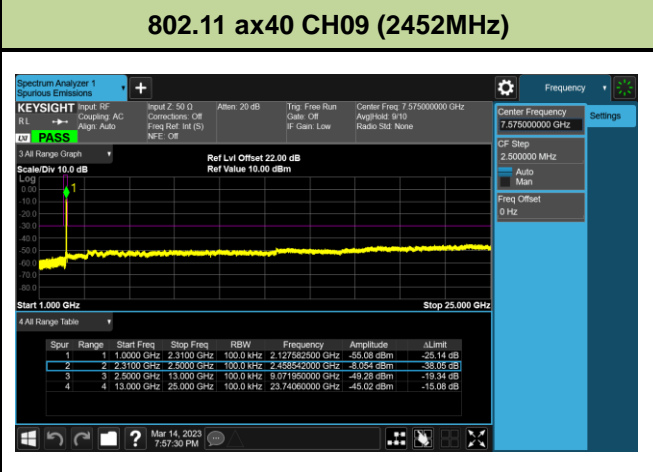 802.11 ax40 CH09 (2452MHz)
Spectrum Analyzer 1
Spurious Emissions
Frequency
KEYSIGHT Input: RF Input Z: 50 Ω Atten: 20 dB Trig: Free Run Center Freq: 7.575000000 GHz
RL Coupling: AC Corrections: Off Gate: Off Avg|Hold: 9/10
Align: Auto Freq Ref: Int (S) IF Gain: Low Radio Std: None
NFE: Off
LXI PASS
Center Frequency
7.575000000 GHz
Settings
CF Step
2.500000 MHz
Auto
Man
Freq Offset
0 Hz
3 All Range Graph
Ref Lvl Offset 22.00 dB
Scale/Div 10.0 dB Ref Value 10.00 dBm
Log
0.00
1
-10.0
-20.0
-30.0
-40.0
-50.0
-60.0
-70.0
-80.0
Start 1.000 GHz Stop 25.000 GHz
4 All Range Table
Spur Range Start Freq Stop Freq RBW Frequency Amplitude ΔLimit
1 1 1.0000 GHz 2.3100 GHz 100.0 kHz 2.127582500 GHz -55.08 dBm -25.14 dB
2 2 2.3100 GHz 2.5000 GHz 100.0 kHz 2.458542000 GHz -8.054 dBm -38.05 dB
3 3 2.5000 GHz 13.000 GHz 100.0 kHz 9.071950000 GHz -49.28 dBm -19.34 dB
4 4 13.000 GHz 25.000 GHz 100.0 kHz 23.74060000 GHz -45.02 dBm -15.08 dB
Mar 14, 2023
7:57:30 PM